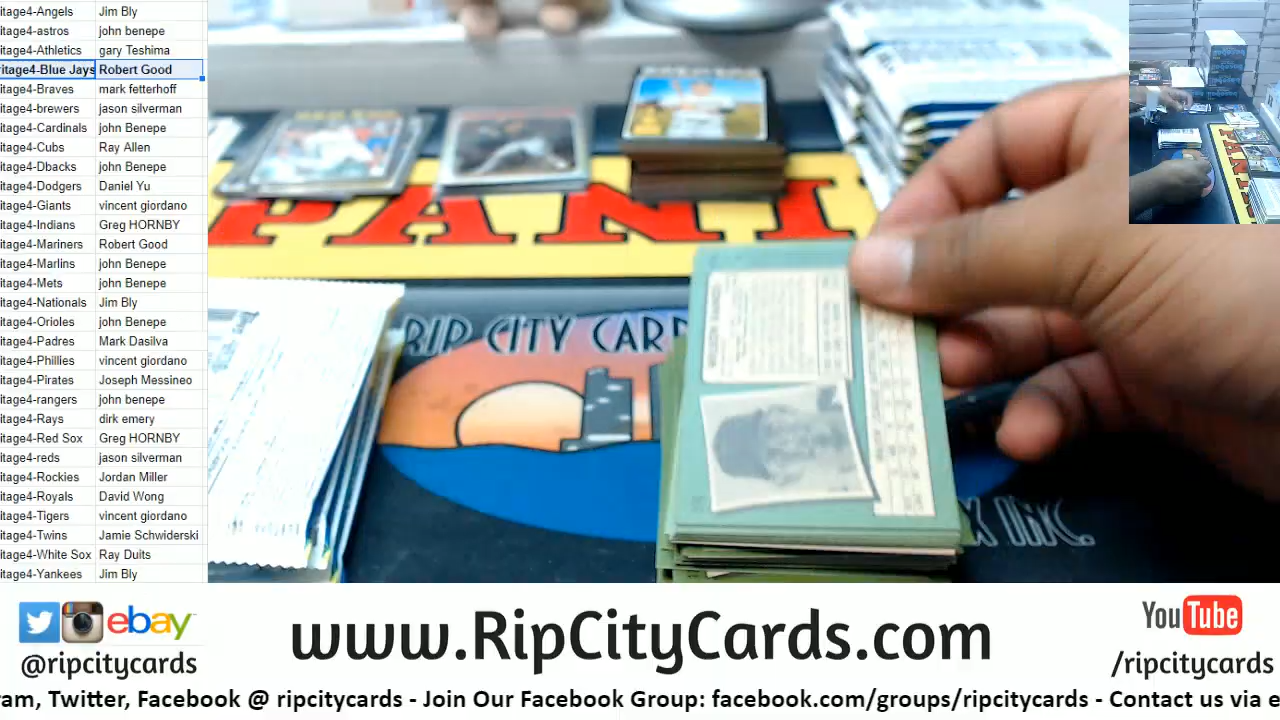 itage4-Angels Jim Bly
itage4-astros john benepe
itage4-Athletics gary Teshima
ritage4-Blue Jays Robert Good
itage4-Braves mark fetterhoff
itage4-brewers jason silverman
itage4-Cardinals john Benepe
itage4-Cubs Ray Allen
itage4-Dbacks john Benepe
itage4-Dodgers Daniel Yu
itage4-Giants vincent giordano
itage4-Indians Greg HORNBY
itage4-Mariners Robert Good
itage4-Marlins john Benepe
itage4-Mets john Benepe
itage4-Nationals Jim Bly
itage4-Orioles john Benepe
itage4-Padres Mark Dasilva
itage4-Phillies vincent giordano
itage4-Pirates Joseph Messineo
itage4-rangers john benepe
itage4-Rays dirk emery
itage4-Red Sox Greg HORNBY
itage4-reds jason silverman
itage4-Rockies Jordan Miller
itage4-Royals David Wong
itage4-Tigers vincent giordano
itage4-Twins Jamie Schwiderski
itage4-White Sox Ray Duits
itage4-Yankees Jim Bly
PANI
RIP CITY CAR
INC.
ebay
@ripcitycards
www.RipCityCards.com
YouTube
/ripcitycards
ram, Twitter, Facebook @ ripcitycards - Join Our Facebook Group: facebook.com/groups/ripcitycards - Contact us via e